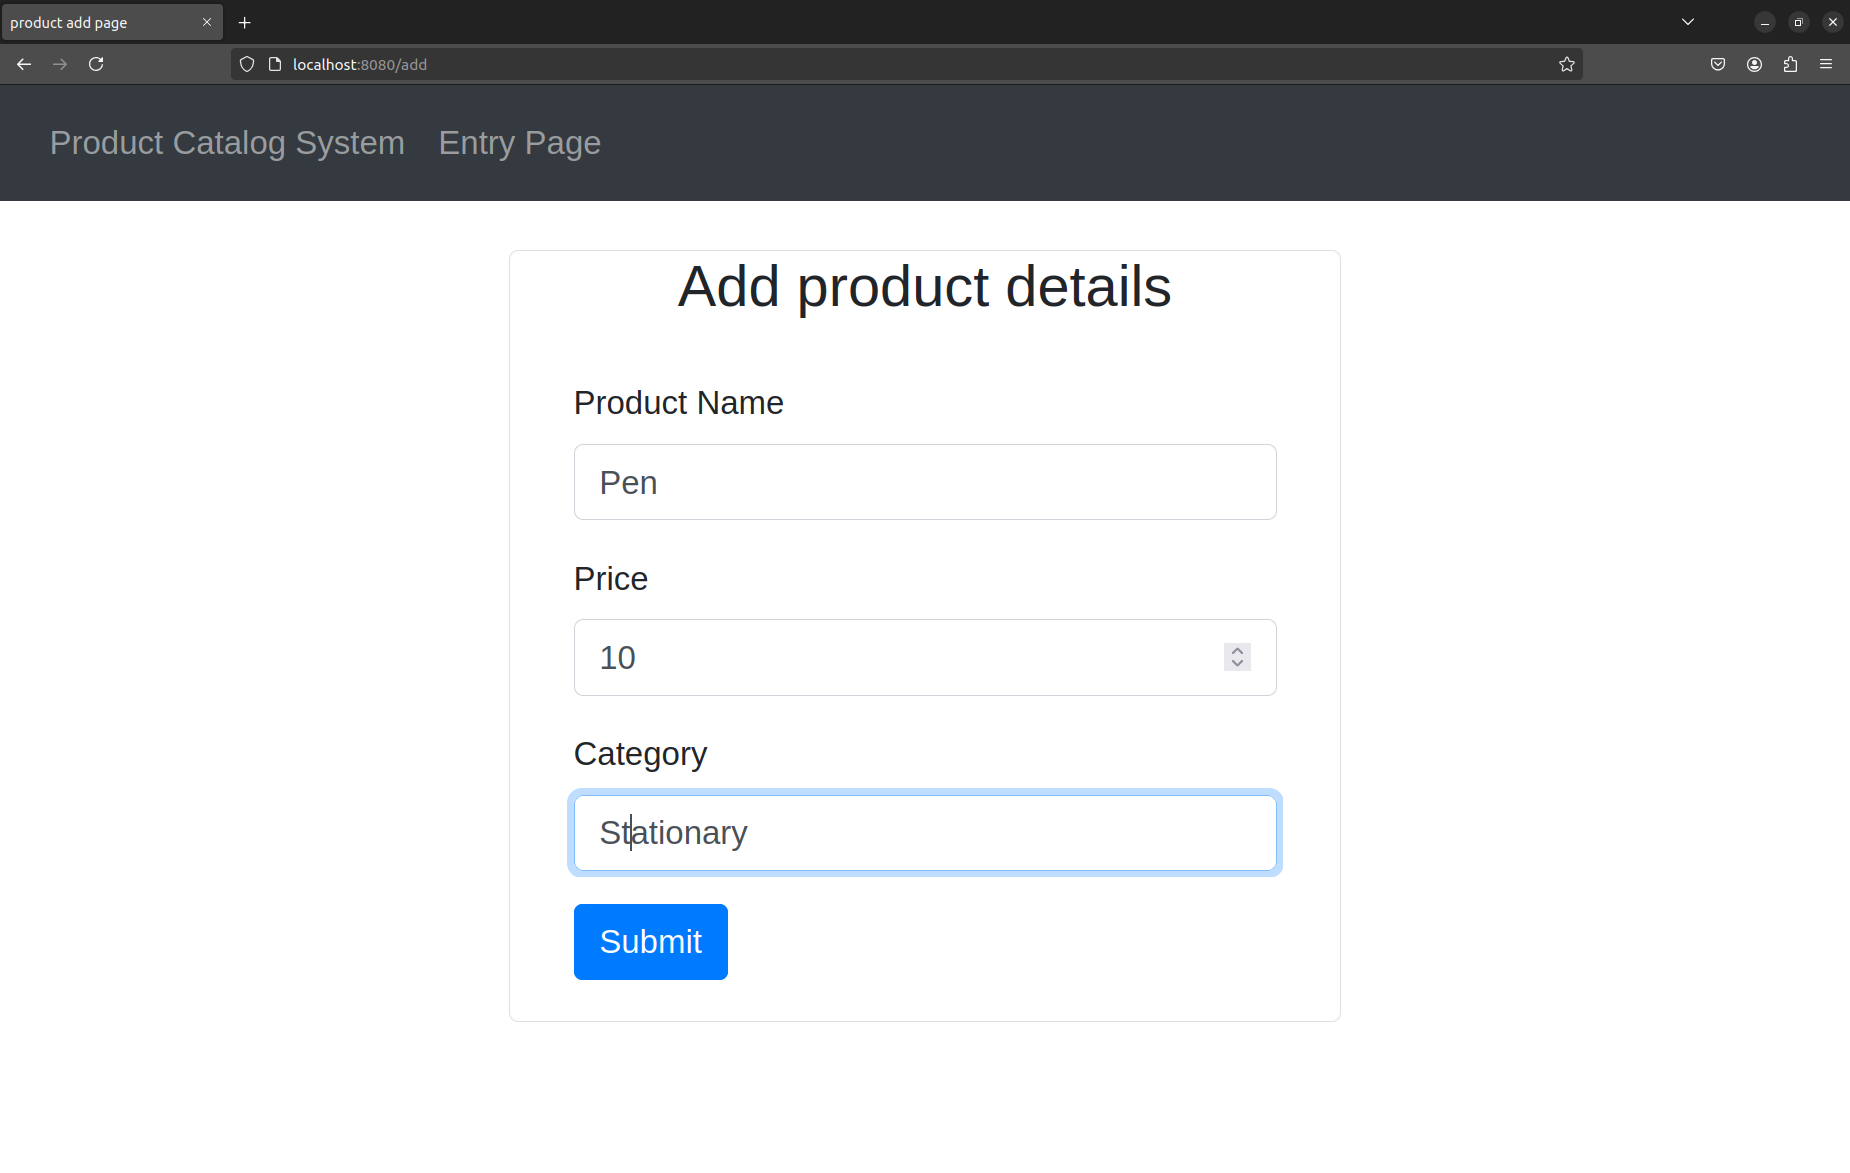 product add page
localhost:8080/add
Product Catalog System Entry Page
Add product details
Product Name
Pen
Price
10
Category
Stationary
Submit